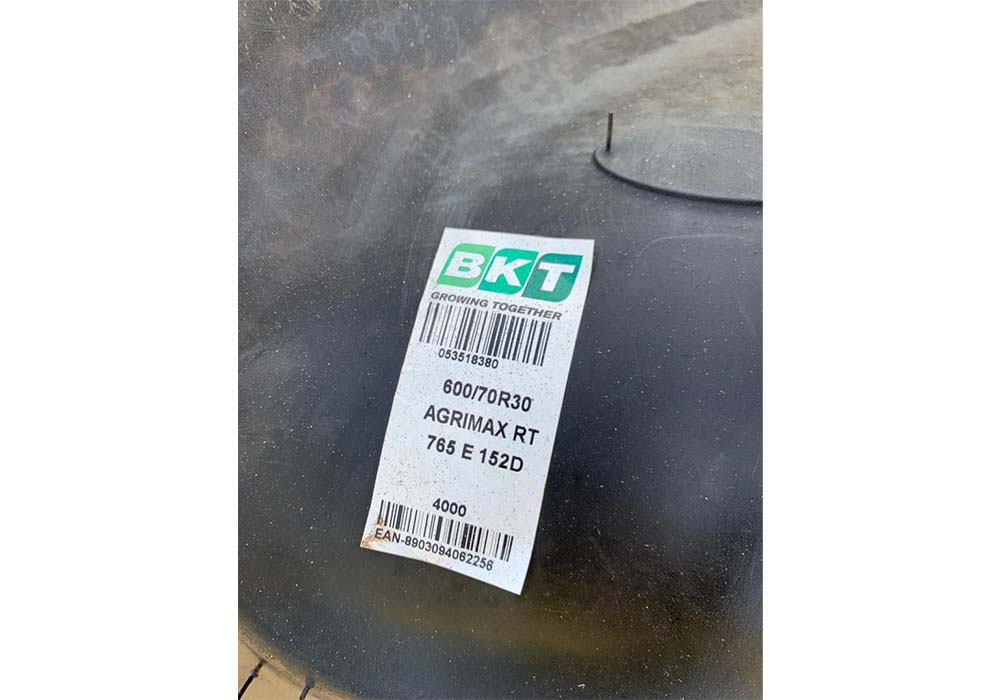 BKT
GROWING TOGETHER
053518380
600/70R30
AGRIMAX RT
765 E 152D
4000
EAN-8903094062256